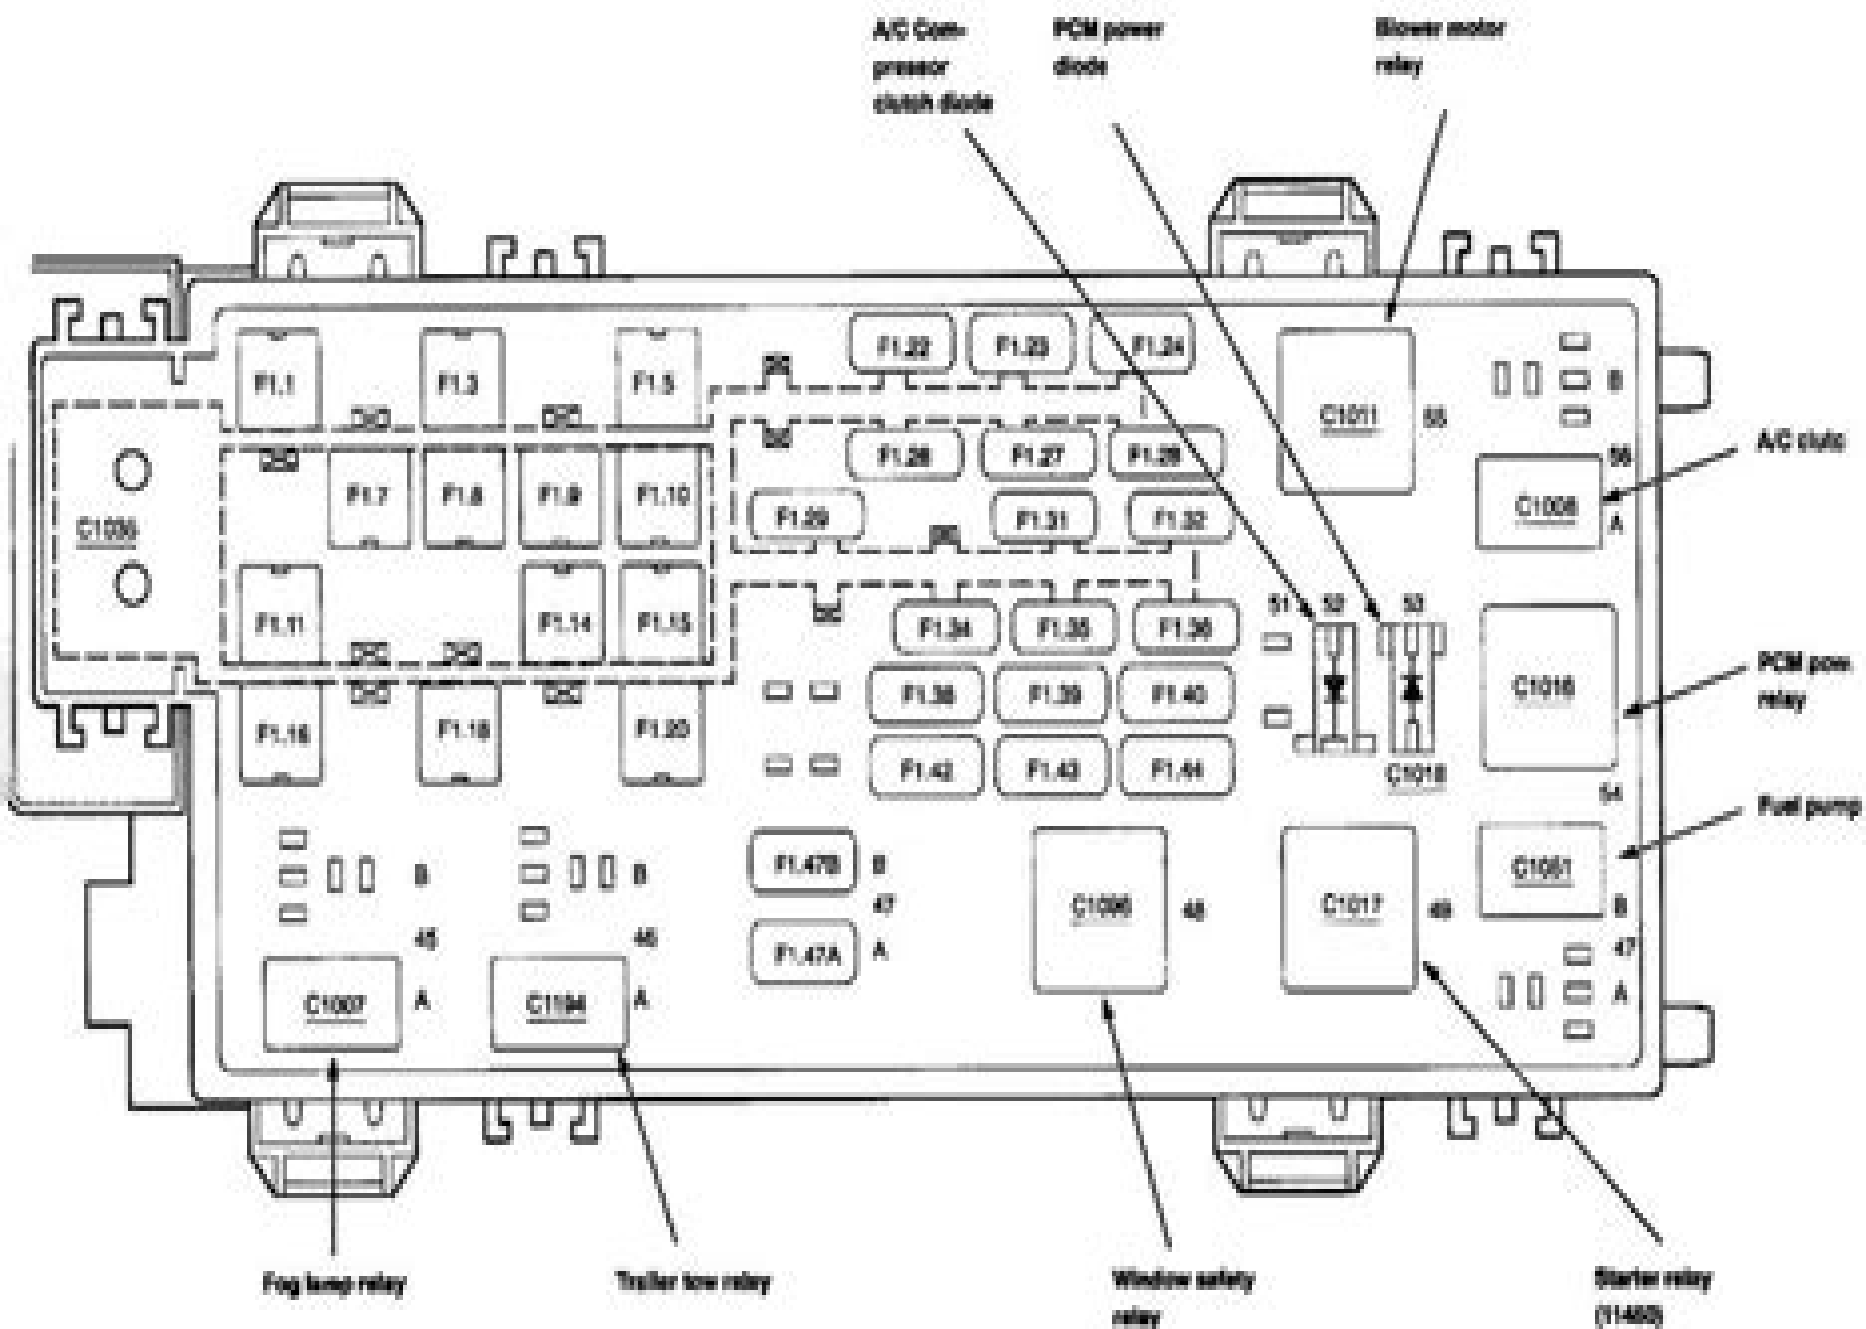 A/C Com-
pressor
clutch diode
PCM power
diode
Blower motor
relay
F1.1
F1.3
F1.5
F1.22
F1.23
F1.24
C1011
55
B
A/C clutc
56
C1008
A
F1.26
F1.27
F1.28
F1.7
F1.8
F1.9
F1.10
F1.29
F1.31
F1.32
C1035
F1.11
F1.14
F1.15
F1.34
F1.35
F1.36
51
52
53
C1016
PCM pow.
relay
F1.38
F1.39
F1.40
F1.16
F1.18
F1.20
F1.42
F1.43
F1.44
C1018
54
Fuel pump
B
B
F1.47B
B
C1096
48
C1017
49
C1051
B
45
46
47
47
F1.47A
A
C1007
A
C1194
A
A
Fog lamp relay
Trailer tow relay
Window safety
relay
Starter relay
(11450)